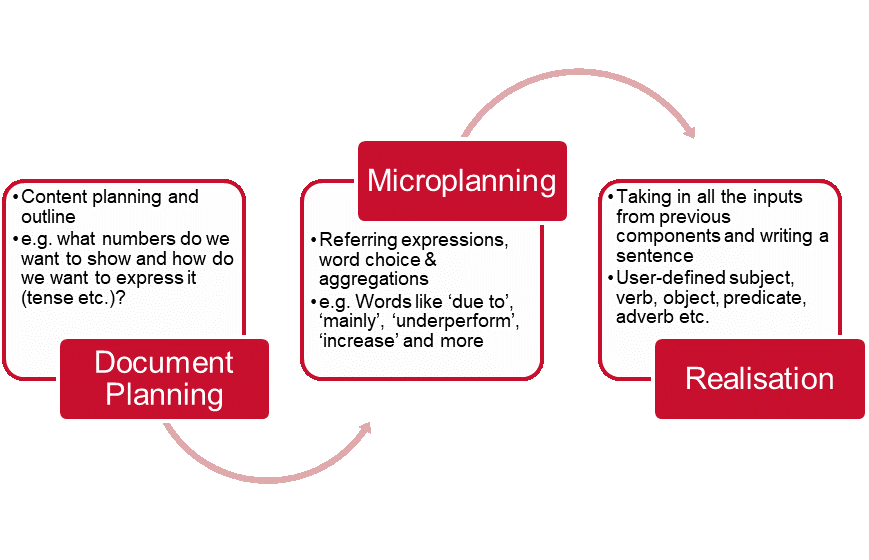 • Content planning and
outline
• e.g. what numbers do we
want to show and how do
we want to express it
(tense etc.)?
Document
Planning
Microplanning
• Referring expressions,
word choice &
aggregations
• e.g. Words like ‘due to’,
‘mainly’, ‘underperform’,
‘increase’ and more
• Taking in all the inputs
from previous
components and writing a
sentence
• User-defined subject,
verb, object, predicate,
adverb etc.
Realisation